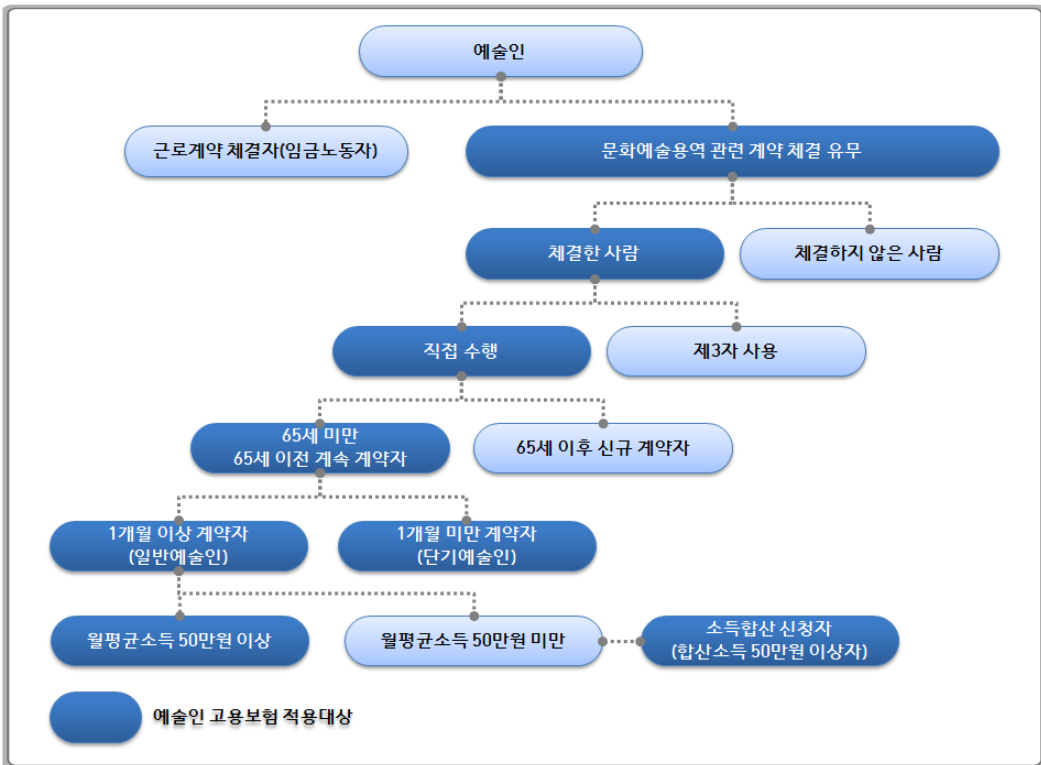 예술인
근로계약 체결자(임금노동자)
문화예술용역 관련 계약 체결 유무
체결한 사람
체결하지 않은 사람
직접 수행
제3자 사용
65세 미만
65세 이전 계속 계약자
65세 이후 신규 계약자
1개월 이상 계약자
(일반예술인)
1개월 미만 계약자
(단기예술인)
월평균소득 50만원 이상
월평균소득 50만원 미만
소득합산 신청자
(합산소득 50만원 이상자)
예술인 고용보험 적용대상